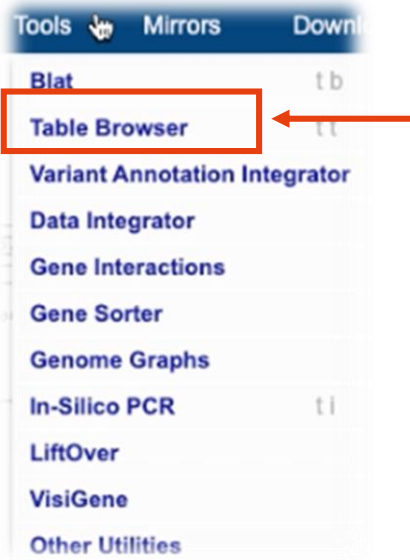 Tools Mirrors Downl
Blat t b
Table Browser t t
Variant Annotation Integrator
Data Integrator
Gene Interactions
Gene Sorter
Genome Graphs
In-Silico PCR t i
LiftOver
VisiGene
Other Utilities